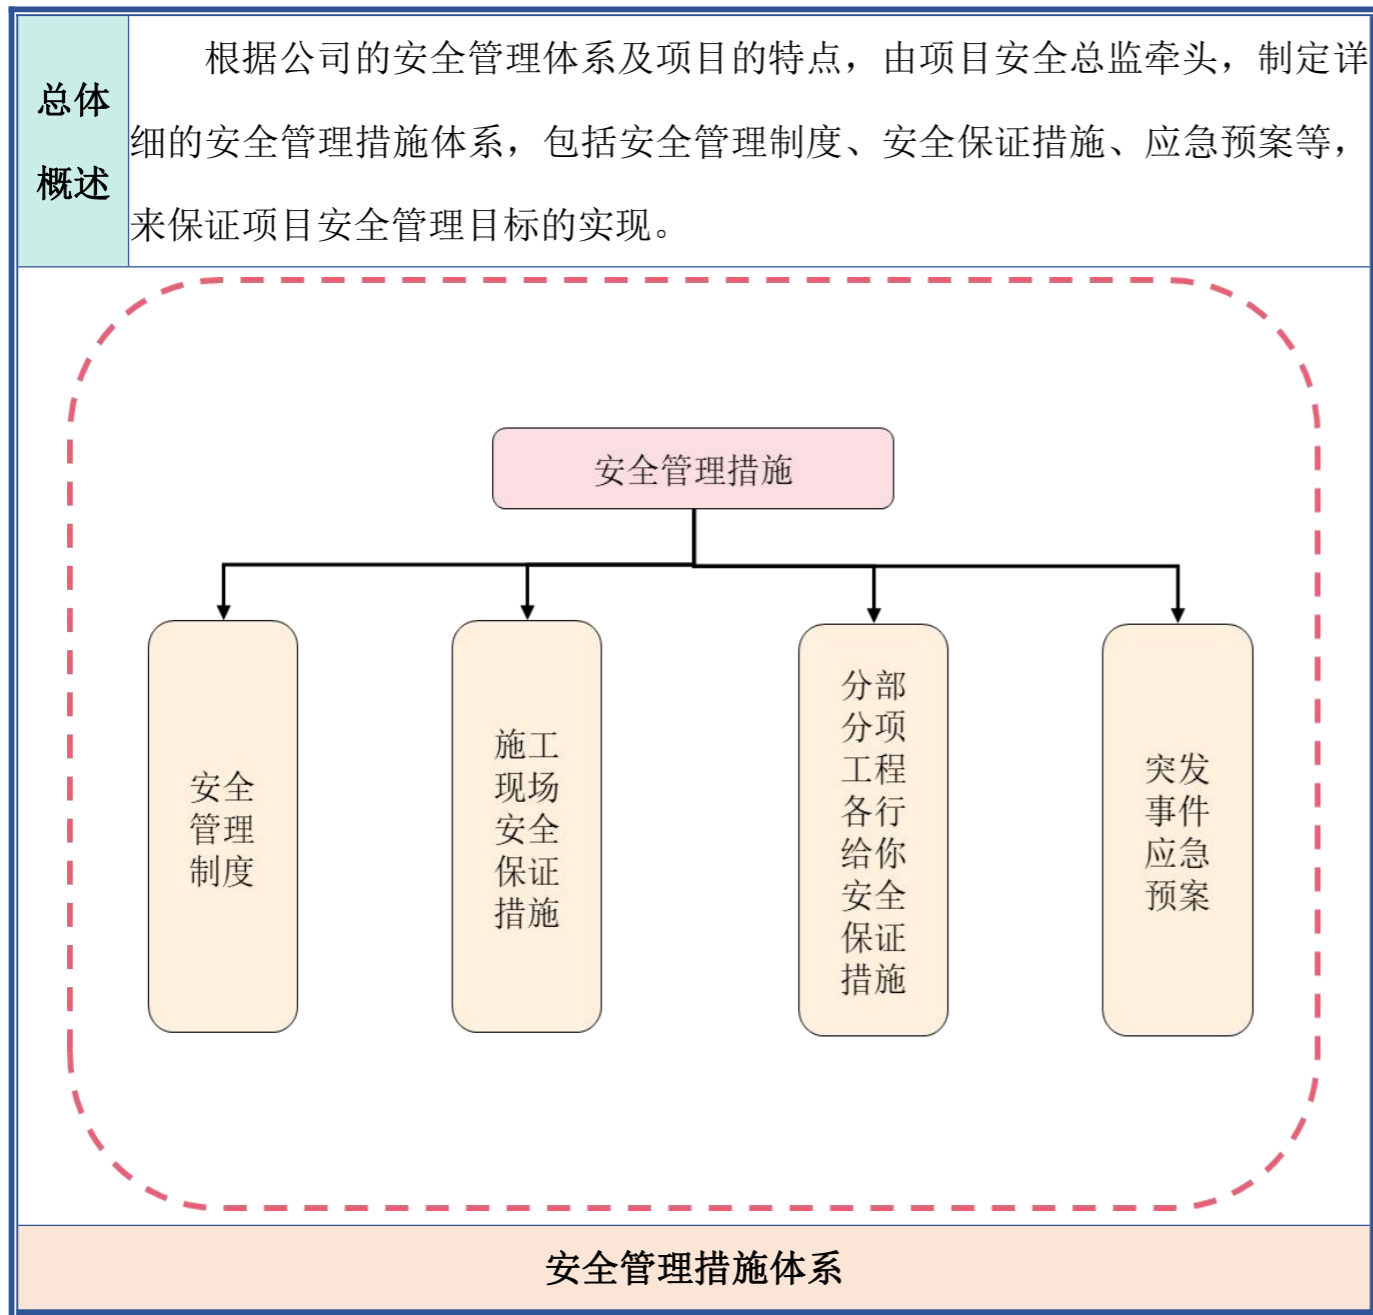 总体
概述
根据公司的安全管理体系及项目的特点，由项目安全总监牵头，制定详
细的安全管理措施体系，包括安全管理制度、安全保证措施、应急预案等，
来保证项目安全管理目标的实现。
安全管理措施
安全
管理
制度
施工
现场
安全
保证
措施
分部
分项
工程
各行
给你
安全
保证
措施
突发
事件
应急
预案
安全管理措施体系